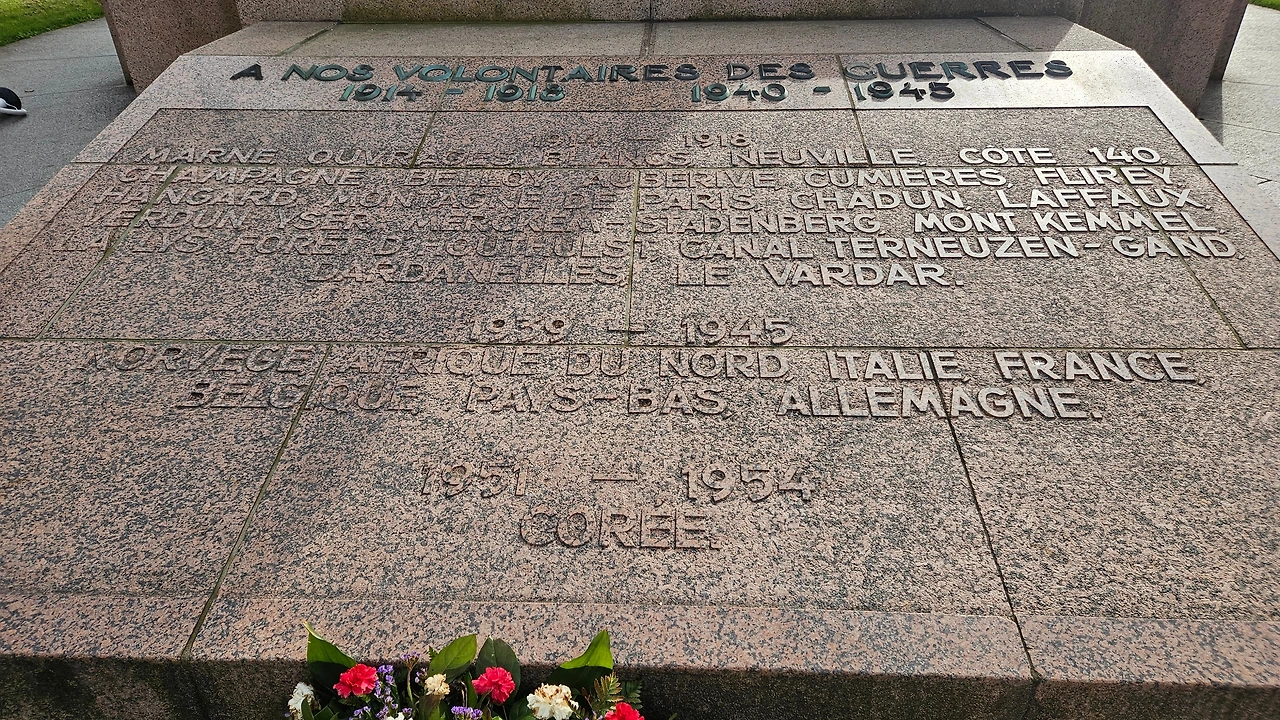 A NOS VOLONTAIRES DES GUERRES
1914 - 1918 1940 - 1945
1914 — 1918
MARNE, OUVRAGES BLANCS, NEUVILLE, COTE 140,
CHAMPAGNE, BELLOY, AUBERIVE, CUMIÈRES, FLIREY,
HANGARD, MONTAGNE DE PARIS, CHADUN, LAFFAUX,
VERDUN, YSER, MERCKEM-STADENBERG, MONT KEMMEL,
LA LYS, FORÊT D'HOUTHULST, CANAL TERNEUZEN-GAND,
DARDANELLES, LE VARDAR.
1939 — 1945
NORVÈGE, AFRIQUE DU NORD, ITALIE, FRANCE,
BELGIQUE, PAYS-BAS, ALLEMAGNE.
1951 — 1954
CORÉE.